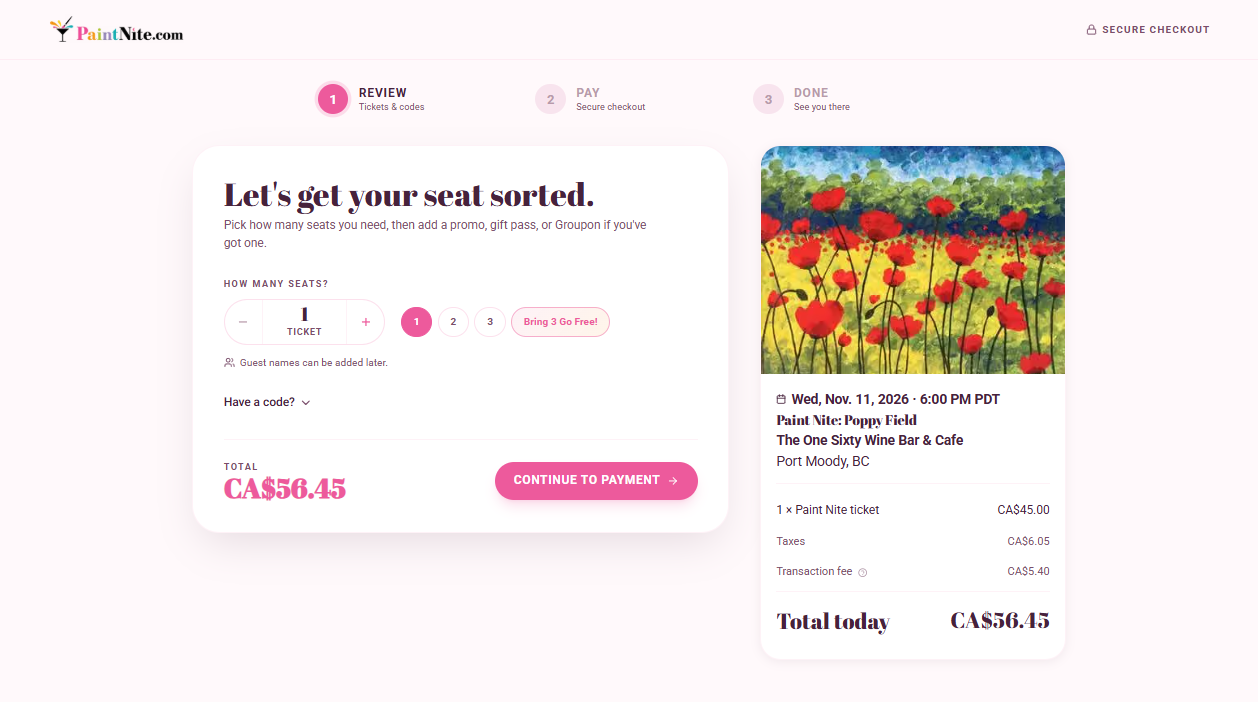 PaintNite.com
SECURE CHECKOUT
1
REVIEW
Tickets & codes
2
PAY
Secure checkout
3
DONE
See you there
Let's get your seat sorted.
Pick how many seats you need, then add a promo, gift pass, or Groupon if you've
got one.
HOW MANY SEATS?
−
1
TICKET
+
1
2
3
Bring 3 Go Free!
Guest names can be added later.
Have a code?
TOTAL
CA$56.45
CONTINUE TO PAYMENT →
Wed, Nov. 11, 2026 · 6:00 PM PDT
Paint Nite: Poppy Field
The One Sixty Wine Bar & Cafe
Port Moody, BC
1 × Paint Nite ticket CA$45.00
Taxes CA$6.05
Transaction fee CA$5.40
Total today CA$56.45